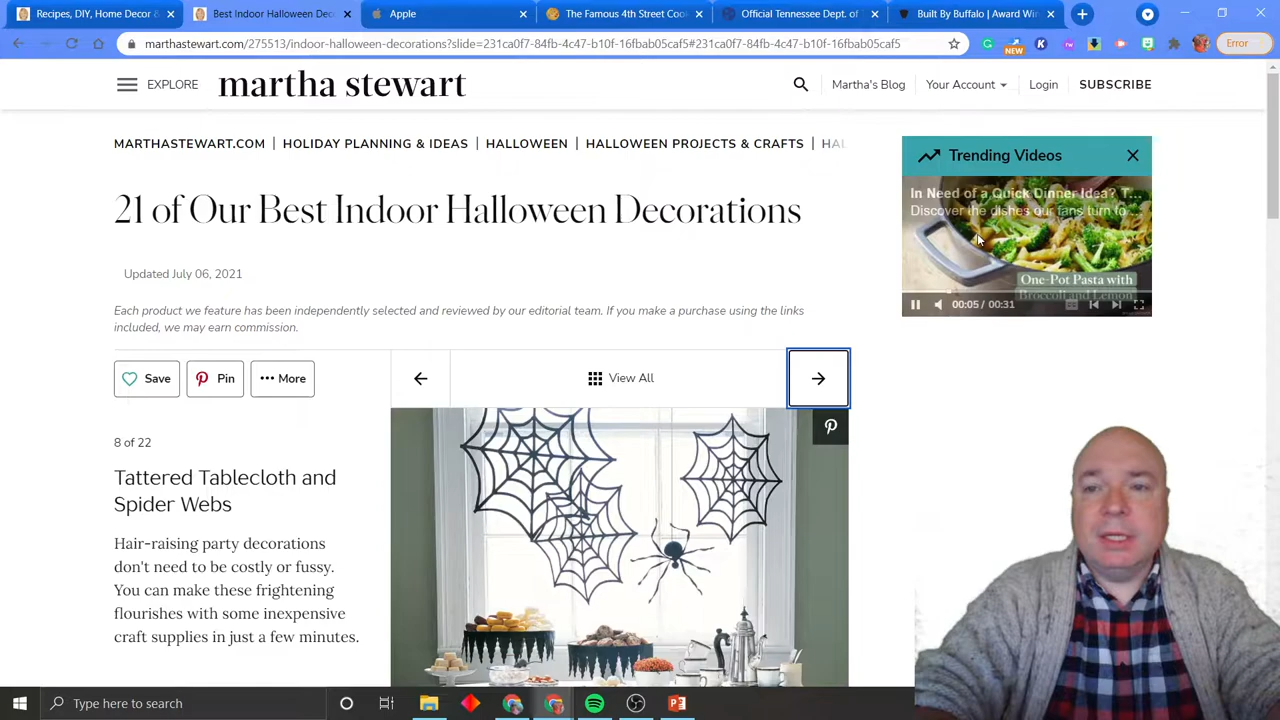 Recipes, DIY, Home Decor &
Best Indoor Halloween Dec
Apple
The Famous 4th Street Cook
Official Tennessee Dept. of T
Built By Buffalo | Award Win
marthastewart.com/275513/indoor-halloween-decorations?slide=231ca0f7-84fb-4c47-b10f-16fbab05caf5#231ca0f7-84fb-4c47-b10f-16fbab05caf5
NEW
Error
EXPLORE
martha stewart
Martha's Blog
Your Account
Login
SUBSCRIBE
MARTHASTEWART.COM | HOLIDAY PLANNING & IDEAS | HALLOWEEN | HALLOWEEN PROJECTS & CRAFTS | HAL
Trending Videos
In Need of a Quick Dinner Idea? T...
Discover the dishes our fans turn to ...
One-Pot Pasta with
Broccoli and Lemon
00:05 / 00:31
21 of Our Best Indoor Halloween Decorations
Updated July 06, 2021
Each product we feature has been independently selected and reviewed by our editorial team. If you make a purchase using the links
included, we may earn commission.
Save
Pin
More
View All
8 of 22
Tattered Tablecloth and
Spider Webs
Hair-raising party decorations
don't need to be costly or fussy.
You can make these frightening
flourishes with some inexpensive
craft supplies in just a few minutes.
Type here to search